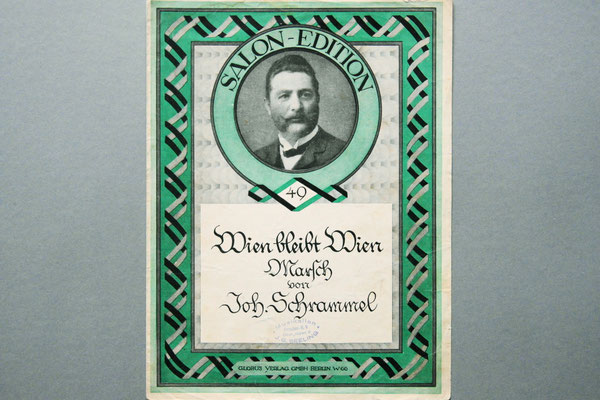 SALON-EDITION
49
Wien bleibt Wien
Marsch
von
Joh. Schrammel
GLOBUS VERLAG GMBH BERLIN W66